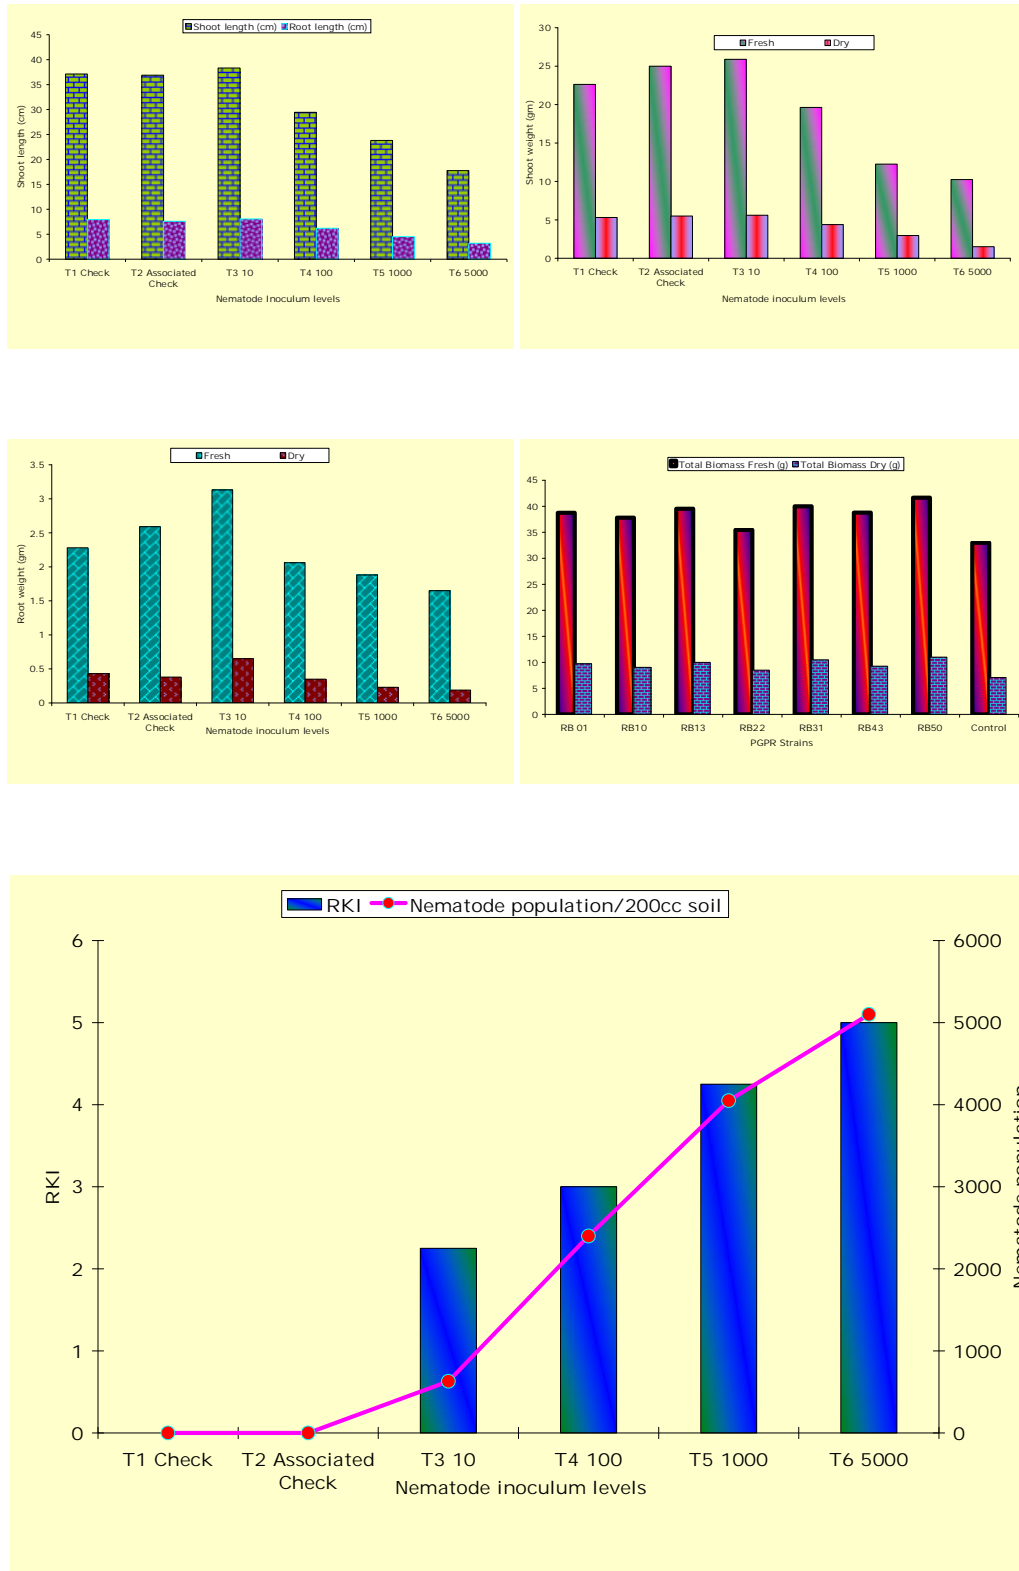 Shoot length (cm) Root length (cm)
45
40
35
30
25
20
15
10
5
0
Shoot length (cm)
T1 Check T2 Associated Check T3 10 T4 100 T5 1000 T6 5000
Nematode Inoculum levels
Fresh Dry
30
25
20
15
10
5
0
Shoot weight (gm)
T1 Check T2 Associated Check T3 10 T4 100 T5 1000 T6 5000
Nematode inoculum levels
Fresh Dry
3.5
3
2.5
2
1.5
1
0.5
0
Root weight (gm)
T1 Check T2 Associated Check T3 10 T4 100 T5 1000 T6 5000
Nematode inoculum levels
Total Biomass Fresh (g) Total Biomass Dry (g)
45
40
35
30
25
20
15
10
5
0
RB 01 RB10 RB13 RB22 RB31 RB43 RB50 Control
PGPR Strains
RKI Nematode population/200cc soil
6
5
4
3
2
1
0
RKI
6000
5000
4000
3000
2000
1000
0
Nematode population
T1 Check T2 Associated Check T3 10 T4 100 T5 1000 T6 5000
Nematode inoculum levels